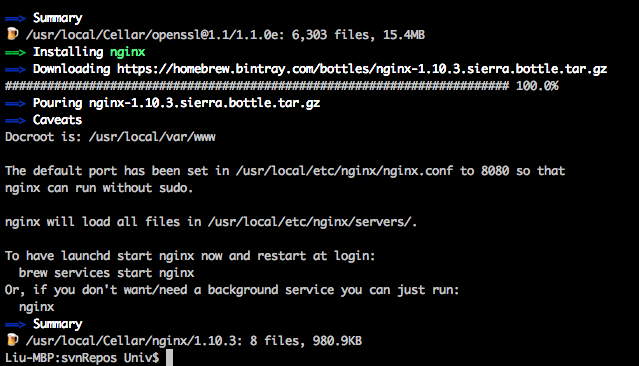 ==> Summary
🍺 /usr/local/Cellar/openssl@1.1/1.1.0e: 6,303 files, 15.4MB
==> Installing nginx
==> Downloading https://homebrew.bintray.com/bottles/nginx-1.10.3.sierra.bottle.tar.gz
######################################################################## 100.0%
==> Pouring nginx-1.10.3.sierra.bottle.tar.gz
==> Caveats
Docroot is: /usr/local/var/www
The default port has been set in /usr/local/etc/nginx/nginx.conf to 8080 so that
nginx can run without sudo.
nginx will load all files in /usr/local/etc/nginx/servers/.
To have launchd start nginx now and restart at login:
  brew services start nginx
Or, if you don't want/need a background service you can just run:
  nginx
==> Summary
🍺 /usr/local/Cellar/nginx/1.10.3: 8 files, 980.9KB
Liu-MBP:svnRepos Univ$